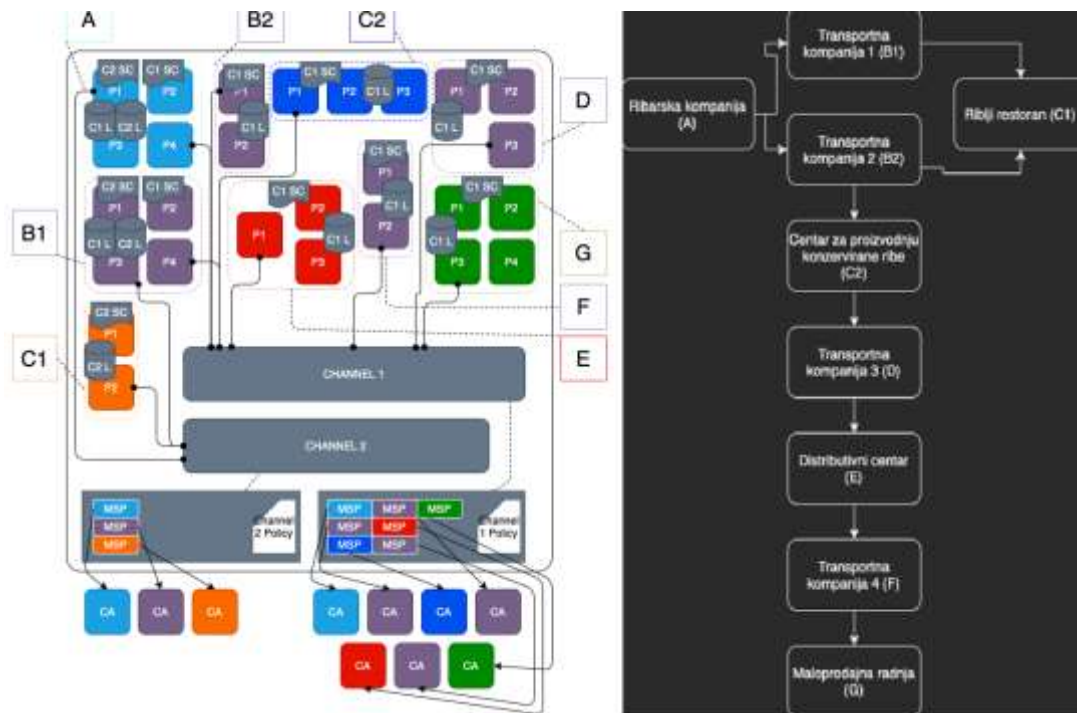 A
B2
C2
C2 SC
C1 SC
P1
P2
C1 L
C2 L
P3
P4
C1 SC
P1
C1 L
P2
C1 SC
P1
P2
C1 L
P3
C1 SC
P1
P2
C1 L
P3
D
B1
C2 SC
C1 SC
P1
P2
C1 L
C2 L
P3
P4
C1 SC
P1
P2
C1 L
P3
C1 SC
P1
C1 L
P2
C1 SC
P1
P2
C1 L
P3
P4
G
F
E
C1
C2 SC
P1
C2 L
P2
CHANNEL 1
CHANNEL 2
MSP
MSP
MSP
Channel
2 Policy
MSP
MSP
MSP
MSP
MSP
MSP
MSP
Channel
1 Policy
CA
CA
CA
CA
CA
CA
CA
CA
CA
CA
Ribarska kompanija
(A)
Transportna
kompanija 1 (B1)
Transportna
kompanija 2 (B2)
Riblji restoran (C1)
Centar za proizvodnju
konzervirane ribe
(C2)
Transportna
kompanija 3 (D)
Distributivni centar
(E)
Transportna
kompanija 4 (F)
Maloprodajna radnja
(G)